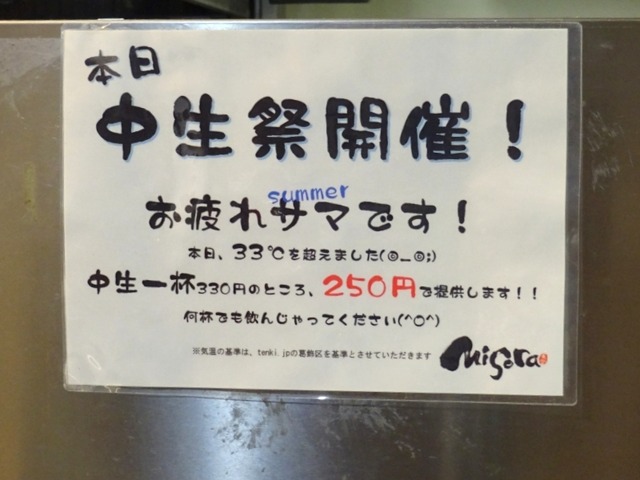 本日
中生祭開催！
summer
お疲れサマです！
本日、33℃を超えました(◎_◎;)
中生一杯330円のところ、250円で提供します！！
何杯でも飲んじゃってください(^○^)
※気温の基準は、tenki.jpの葛飾区を基準とさせていただきます
Misora